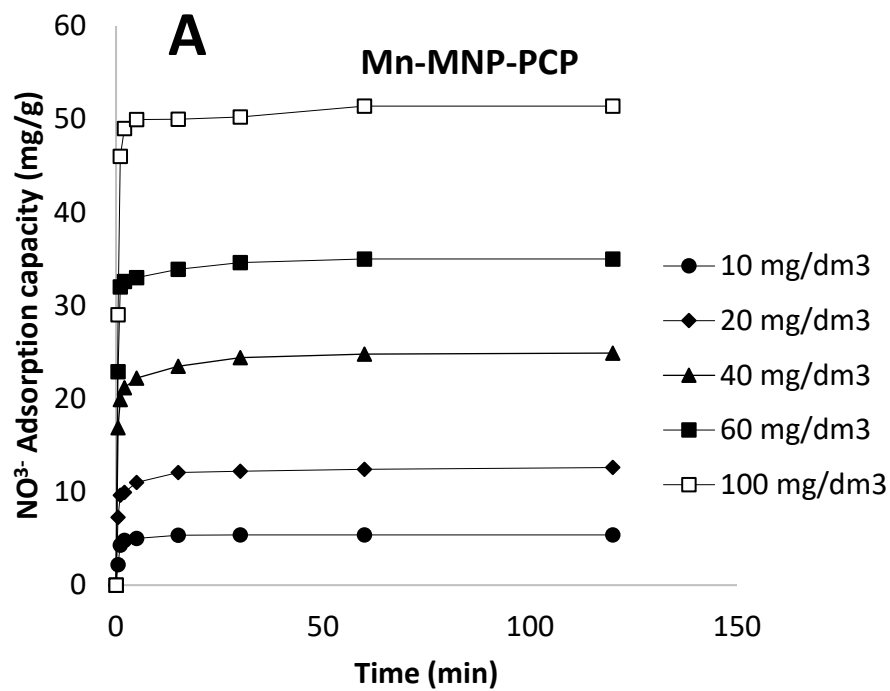 A
Mn-MNP-PCP
NO³⁻ Adsorption capacity (mg/g)
60
50
40
30
20
10
0
0
50
100
150
Time (min)
10 mg/dm3
20 mg/dm3
40 mg/dm3
60 mg/dm3
100 mg/dm3